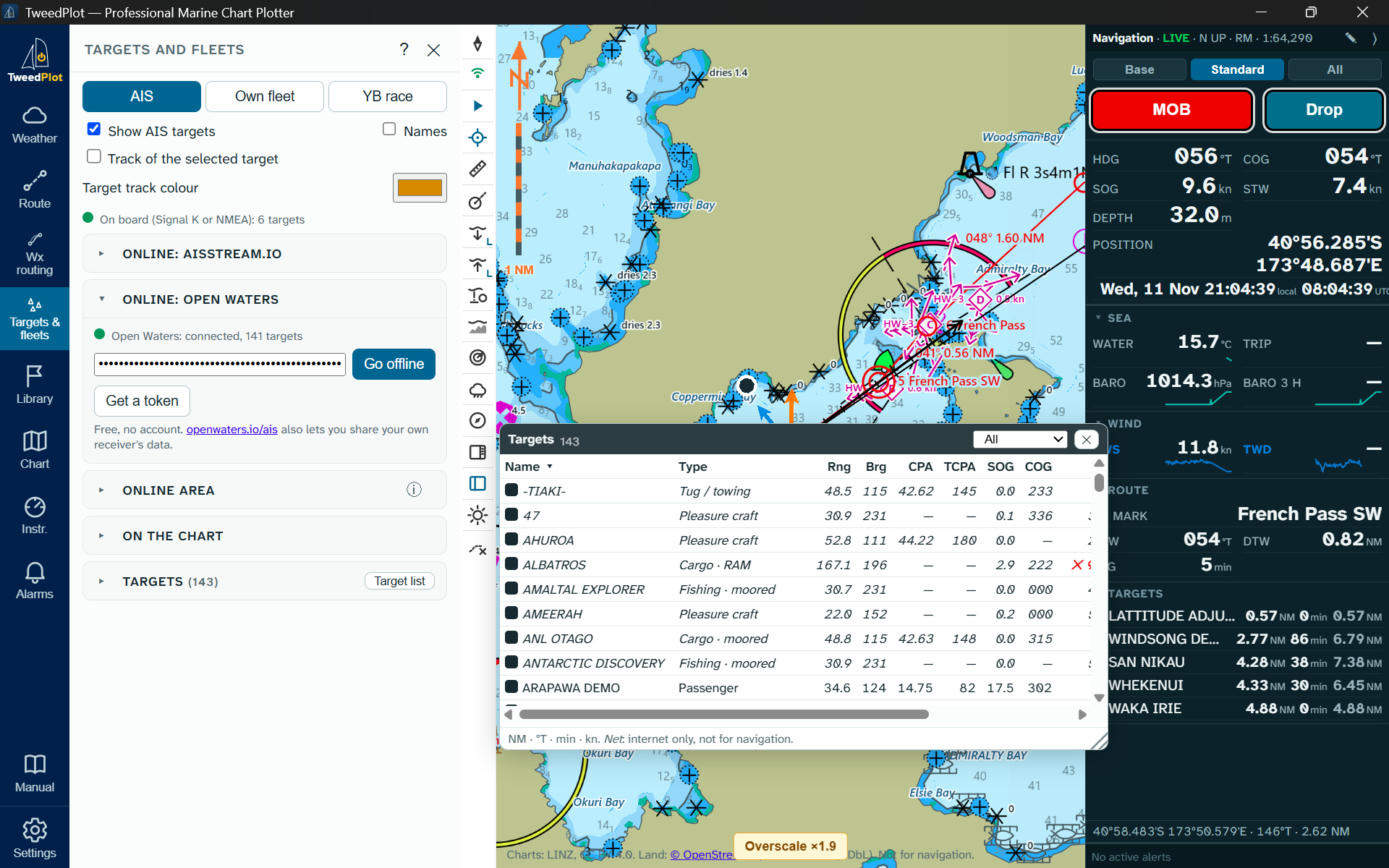 TweedPlot — Professional Marine Chart Plotter
TweedPlot
Weather
Route
Wx
routing
Targets &
fleets
Library
Chart
Instr.
Alarms
Manual
Settings
TARGETS AND FLEETS ?
AIS Own fleet YB race
Show AIS targets Names
Track of the selected target
Target track colour
On board (Signal K or NMEA): 6 targets
ONLINE: AISSTREAM.IO
ONLINE: OPEN WATERS
Open Waters: connected, 141 targets
Go offline
Get a token
Free, no account. openwaters.io/ais also lets you share your own
receiver's data.
ONLINE AREA
ON THE CHART
TARGETS (143) Target list
N
1 NM
dries 1.4
Manuhakapakapa
dries 2.3
dries 2.3
Woodsman Bay
Fl R 3s4m1
048° 1.60 NM
Admiralty Bay
French Pass
0.56 NM
5 French Pass SW
4.5
Targets 143 All
Name Type Rng Brg CPA TCPA SOG COG
-TIAKI- Tug / towing 48.5 115 42.62 145 0.0 233
47 Pleasure craft 30.9 231 — — 0.1 336
AHUROA Pleasure craft 52.8 111 44.22 180 0.0 —
ALBATROS Cargo · RAM 167.1 196 — — 2.9 222
AMALTAL EXPLORER Fishing · moored 30.7 231 — — 0.0 000
AMEERAH Pleasure craft 22.0 152 — — 0.2 000
ANL OTAGO Cargo · moored 48.8 115 42.63 148 0.0 315
ANTARCTIC DISCOVERY Fishing · moored 30.9 231 — — 0.0 —
ARAPAWA DEMO Passenger 34.6 124 14.75 82 17.5 302
NM · °T · min · kn. Net: internet only, not for navigation.
Okuri Bay
Okuri Bay
Elsie Bay
Overscale ×1.9
Charts: LINZ,
Land: © OpenStre
for navigation.
Navigation · LIVE · N UP · RM · 1:64,290
Base Standard All
MOB Drop
HDG 056 °T COG 054 °T
SOG 9.6 kn STW 7.4 kn
DEPTH 32.0 m
POSITION 40°56.285'S
173°48.687'E
Wed, 11 Nov 21:04:39 local 08:04:39 UTC
SEA
WATER 15.7 °C TRIP —
BARO 1014.3 hPa BARO 3 H —
WIND
11.8 kn TWD —
ROUTE
MARK French Pass SW
054 °T DTW 0.82 NM
5 min
TARGETS
LATTITUDE ADJU... 0.57 NM 0 min 0.57 NM
WINDSONG DE... 2.77 NM 86 min 6.79 NM
SAN NIKAU 4.28 NM 38 min 7.38 NM
WHEKENUI 4.33 NM 30 min 6.45 NM
WAKA IRIE 4.88 NM 0 min 4.88 NM
40°58.483'S 173°50.579'E · 146°T · 2.62 NM
No active alerts